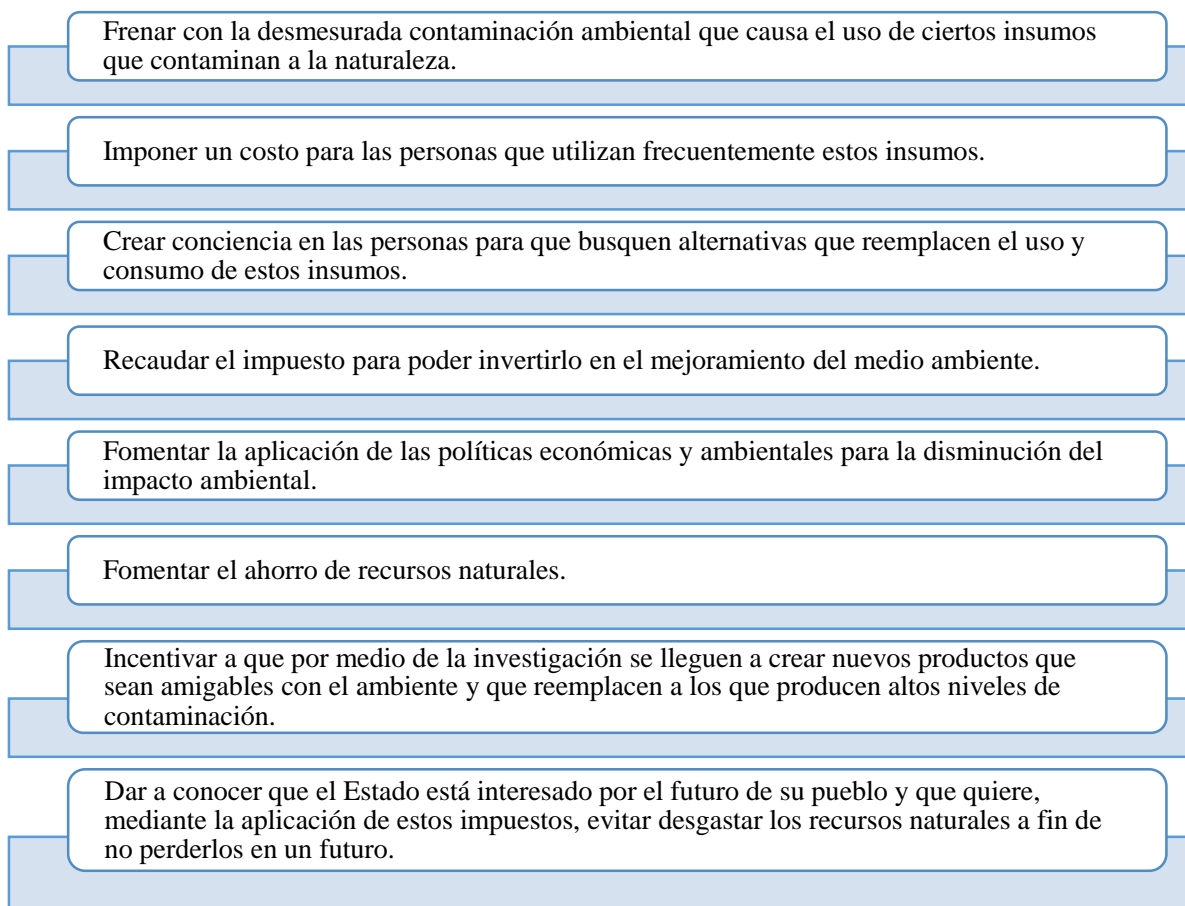 Frenar con la desmesurada contaminación ambiental que causa el uso de ciertos insumos
que contaminan a la naturaleza.
Imponer un costo para las personas que utilizan frecuentemente estos insumos.
Crear conciencia en las personas para que busquen alternativas que reemplacen el uso y
consumo de estos insumos.
Recaudar el impuesto para poder invertirlo en el mejoramiento del medio ambiente.
Fomentar la aplicación de las políticas económicas y ambientales para la disminución del
impacto ambiental.
Fomentar el ahorro de recursos naturales.
Incentivar a que por medio de la investigación se lleguen a crear nuevos productos que
sean amigables con el ambiente y que reemplacen a los que producen altos niveles de
contaminación.
Dar a conocer que el Estado está interesado por el futuro de su pueblo y que quiere,
mediante la aplicación de estos impuestos, evitar desgastar los recursos naturales a fin de
no perderlos en un futuro.